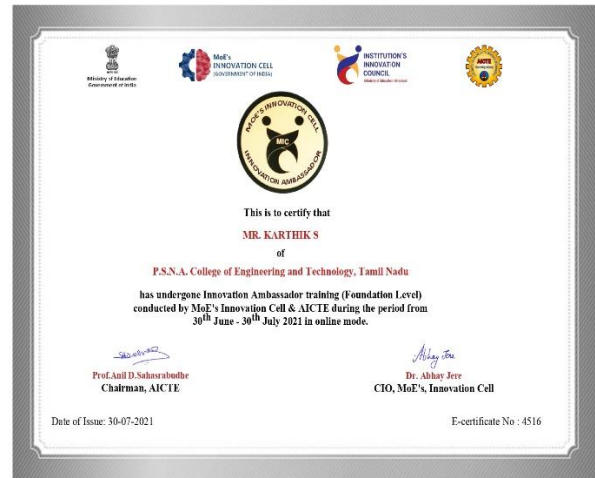 Ministry of Education
Government of India
MoE's
INNOVATION CELL
(GOVERNMENT OF INDIA)
INSTITUTION'S
INNOVATION
COUNCIL
AICTE
MOE'S INNOVATION CELL
MIC
INNOVATION AMBASSADOR
This is to certify that
MR. KARTHIK S
of
P.S.N.A. College of Engineering and Technology, Tamil Nadu
has undergone Innovation Ambassador training (Foundation Level)
conducted by MoE's Innovation Cell & AICTE during the period from
30th June - 30th July 2021 in online mode.
Abhay Jere
Prof.Anil D.Sahasrabudhe
Dr. Abhay Jere
Chairman, AICTE
CIO, MoE's, Innovation Cell
Date of Issue: 30-07-2021
E-certificate No : 4516